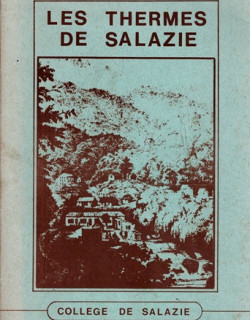 LES THERMES
DE SALAZIE
COLLEGE DE SALAZIE